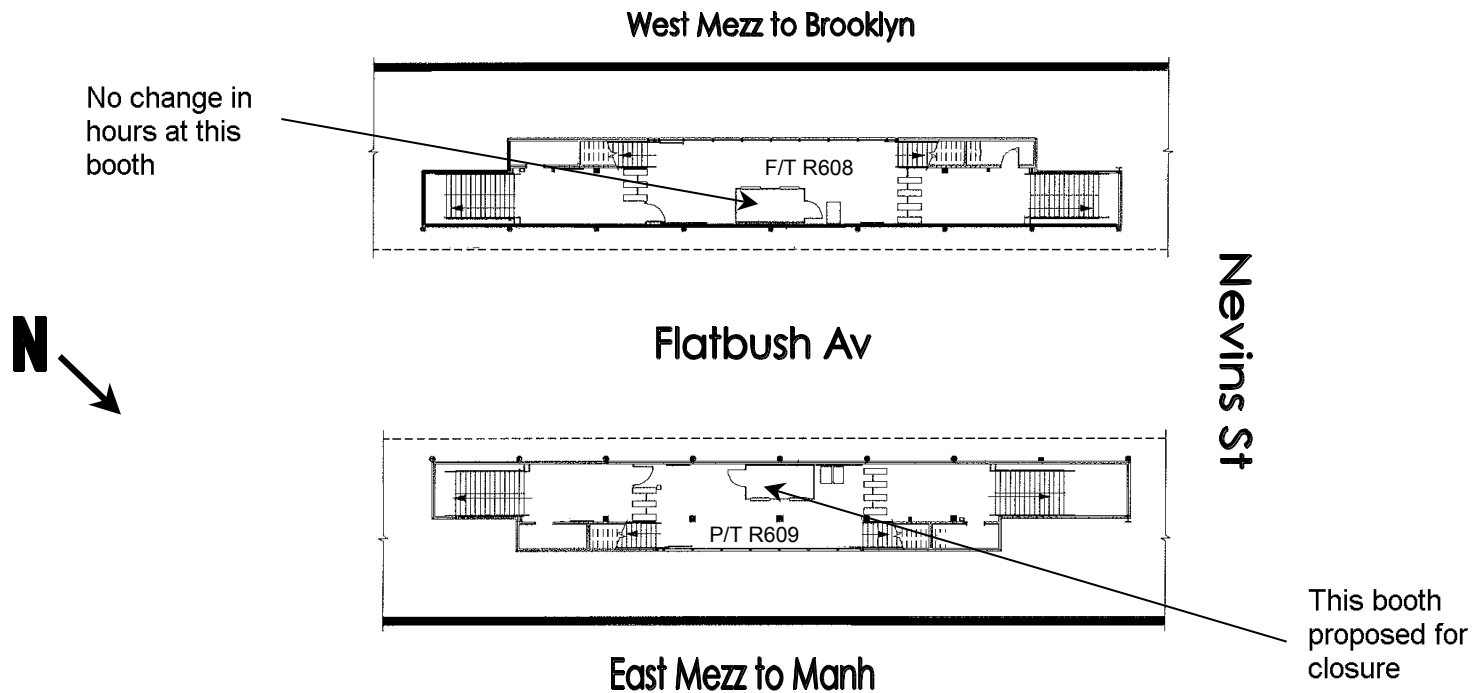 West Mezz to Brooklyn
No change in
hours at this
booth
F/T R608
Nevins St
N
Flatbush Av
P/T R609
This booth
proposed for
closure
East Mezz to Manh